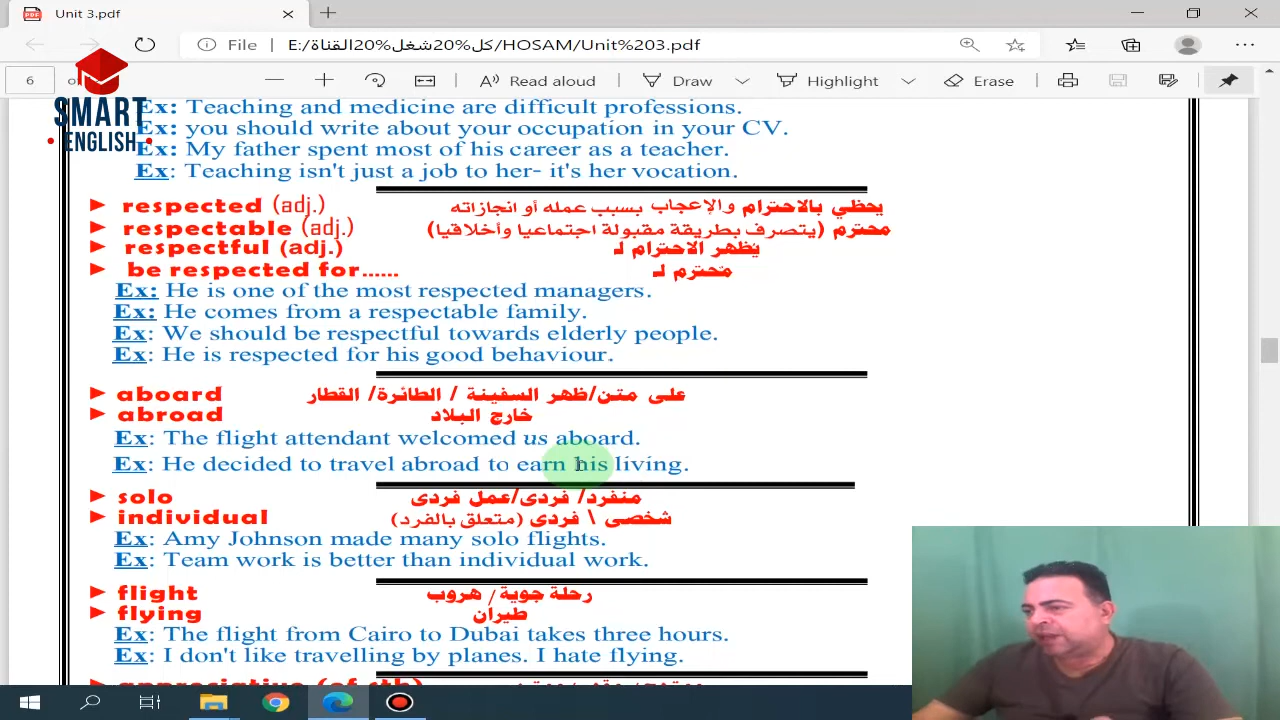 Unit 3.pdf
File E:/كل%20شغل%20القناة/HOSAM/Unit%203.pdf
6 of
Read aloud Draw Highlight Erase
SMART
ENGLISH
Ex: Teaching and medicine are difficult professions.
Ex: you should write about your occupation in your CV.
Ex: My father spent most of his career as a teacher.
Ex: Teaching isn't just a job to her- it's her vocation.
respected (adj.) يحظي بالاحترام والإعجاب بسبب عمله أو انجازاته
respectable (adj.) محترم (يتصرف بطريقة مقبولة اجتماعيا وأخلاقيا)
respectful (adj.) يُظهر الاحترام لـ
be respected for...... مُحترم لـ
Ex: He is one of the most respected managers.
Ex: He comes from a respectable family.
Ex: We should be respectful towards elderly people.
Ex: He is respected for his good behaviour.
aboard على متن/ظهر السفينة / الطائرة/ القطار
abroad خارج البلاد
Ex: The flight attendant welcomed us aboard.
Ex: He decided to travel abroad to earn his living.
solo منفرد/ فردى/عمل فردى
individual شخصى \ فردى (متعلق بالفرد)
Ex: Amy Johnson made many solo flights.
Ex: Team work is better than individual work.
flight رحلة جوية / هروب
flying طيران
Ex: The flight from Cairo to Dubai takes three hours.
Ex: I don't like travelling by planes. I hate flying.
appreciative (of sth)